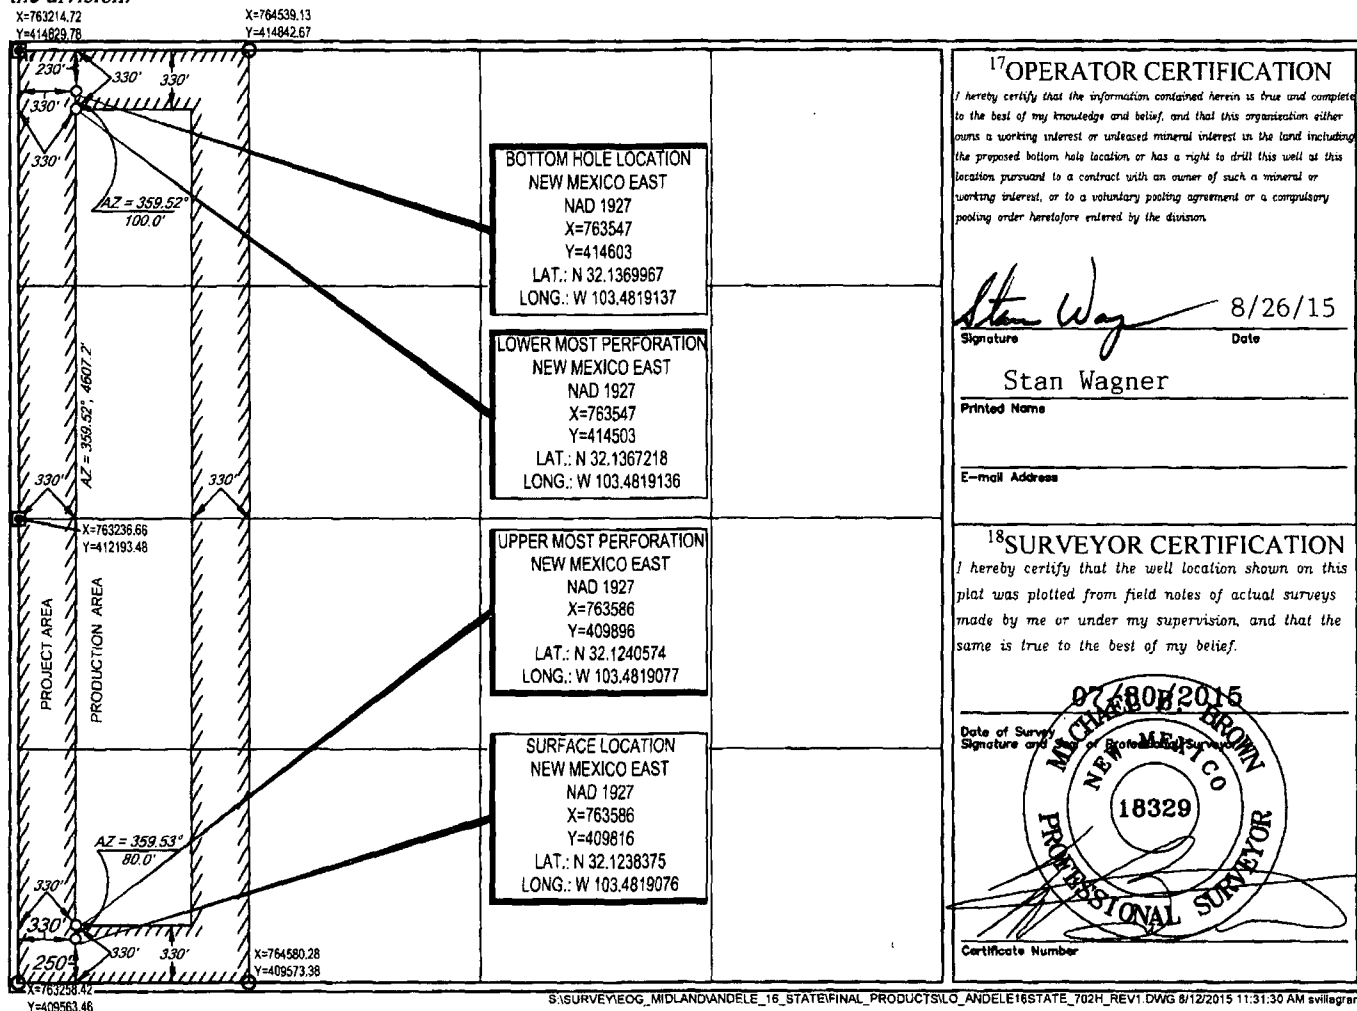 the division.
X=763214.72
Y=414829.78
X=764539.13
Y=414842.67
230'
330'
330'
330'
330'
AZ = 359.52°
100.0'
AZ = 359.52°, 4607.2'
330'
330'
X=763236.66
Y=412193.48
PROJECT AREA
PRODUCTION AREA
AZ = 359.53°
80.0'
330'
330'
250'
330'
330'
X=763258.42
Y=409563.46
X=764580.28
Y=409573.38
BOTTOM HOLE LOCATION
NEW MEXICO EAST
NAD 1927
X=763547
Y=414603
LAT.: N 32.1369967
LONG.: W 103.4819137
LOWER MOST PERFORATION
NEW MEXICO EAST
NAD 1927
X=763547
Y=414503
LAT.: N 32.1367218
LONG.: W 103.4819136
UPPER MOST PERFORATION
NEW MEXICO EAST
NAD 1927
X=763586
Y=409896
LAT.: N 32.1240574
LONG.: W 103.4819077
SURFACE LOCATION
NEW MEXICO EAST
NAD 1927
X=763586
Y=409816
LAT.: N 32.1238375
LONG.: W 103.4819076
17 OPERATOR CERTIFICATION
I hereby certify that the information contained herein is true and complete
to the best of my knowledge and belief, and that this organization either
owns a working interest or unleased mineral interest in the land including
the proposed bottom hole location or has a right to drill this well at this
location pursuant to a contract with an owner of such a mineral or
working interest, or to a voluntary pooling agreement or a compulsory
pooling order heretofore entered by the division.
Stan Wag
8/26/15
Signature
Date
Stan Wagner
Printed Name
E-mail Address
18 SURVEYOR CERTIFICATION
I hereby certify that the well location shown on this
plat was plotted from field notes of actual surveys
made by me or under my supervision, and that the
same is true to the best of my belief.
07/30/2015
Date of Survey
Signature and Seal of Professional Surveyor
MICHAEL B. BROWN
NEW MEXICO
18329
PROFESSIONAL SURVEYOR
Certificate Number
S:\SURVEY\EOG_MIDLAND\ANDELE_16_STATE\FINAL_PRODUCTS\LO_ANDELE16STATE_702H_REV1.DWG 8/12/2015 11:31:30 AM svillagran